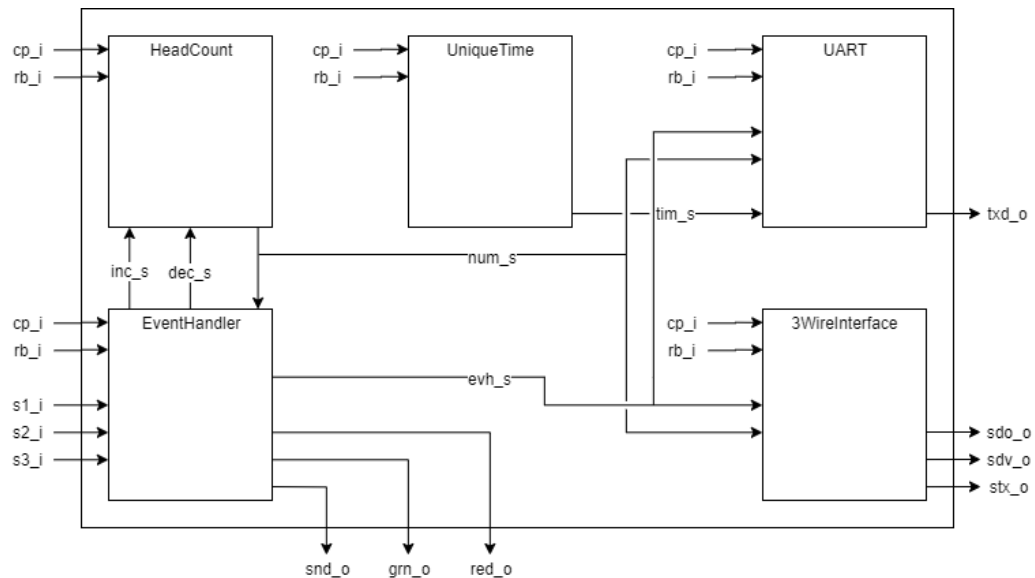 HeadCount
cp_i
rb_i
UniqueTime
cp_i
rb_i
UART
cp_i
rb_i
tim_s
txd_o
inc_s
dec_s
num_s
EventHandler
cp_i
rb_i
s1_i
s2_i
s3_i
evh_s
3WireInterface
cp_i
rb_i
sdo_o
sdv_o
stx_o
snd_o
grn_o
red_o